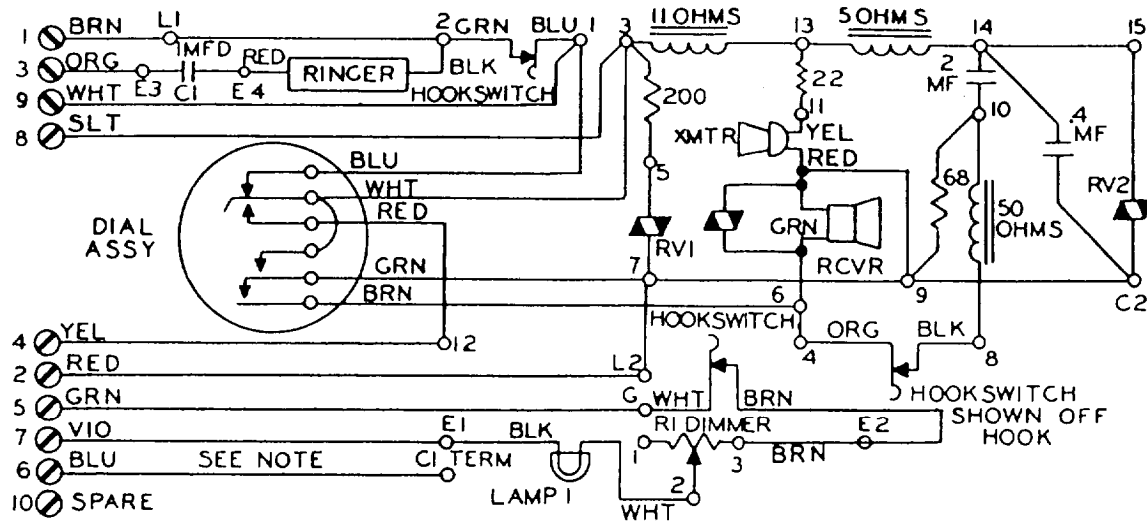 11 OHMS 13 5 OHMS 14 15
1 BRN L1 2 GRN BLU 1 3
3 ORG E3 1MFD C1 RED E4 RINGER BLK
HOOKSWITCH
9 WHT
8 SLT
200
22
11
XMTR YEL
RED
2 MF
10
.4 MF
DIAL ASSY
BLU
WHT
RED
GRN
BRN
5
RV1
7
GRN
RCVR
68
50 OHMS
RV2
6
9
C2
4 YEL 12
HOOKSWITCH
4 ORG BLK 8
2 RED L2
HOOKSWITCH
SHOWN OFF
HOOK
5 GRN G WHT BRN
7 VIO E1 BLK
R1 DIMMER
1 3 BRN E2
6 BLU SEE NOTE C1 TERM
LAMP 1
WHT 2
10 SPARE